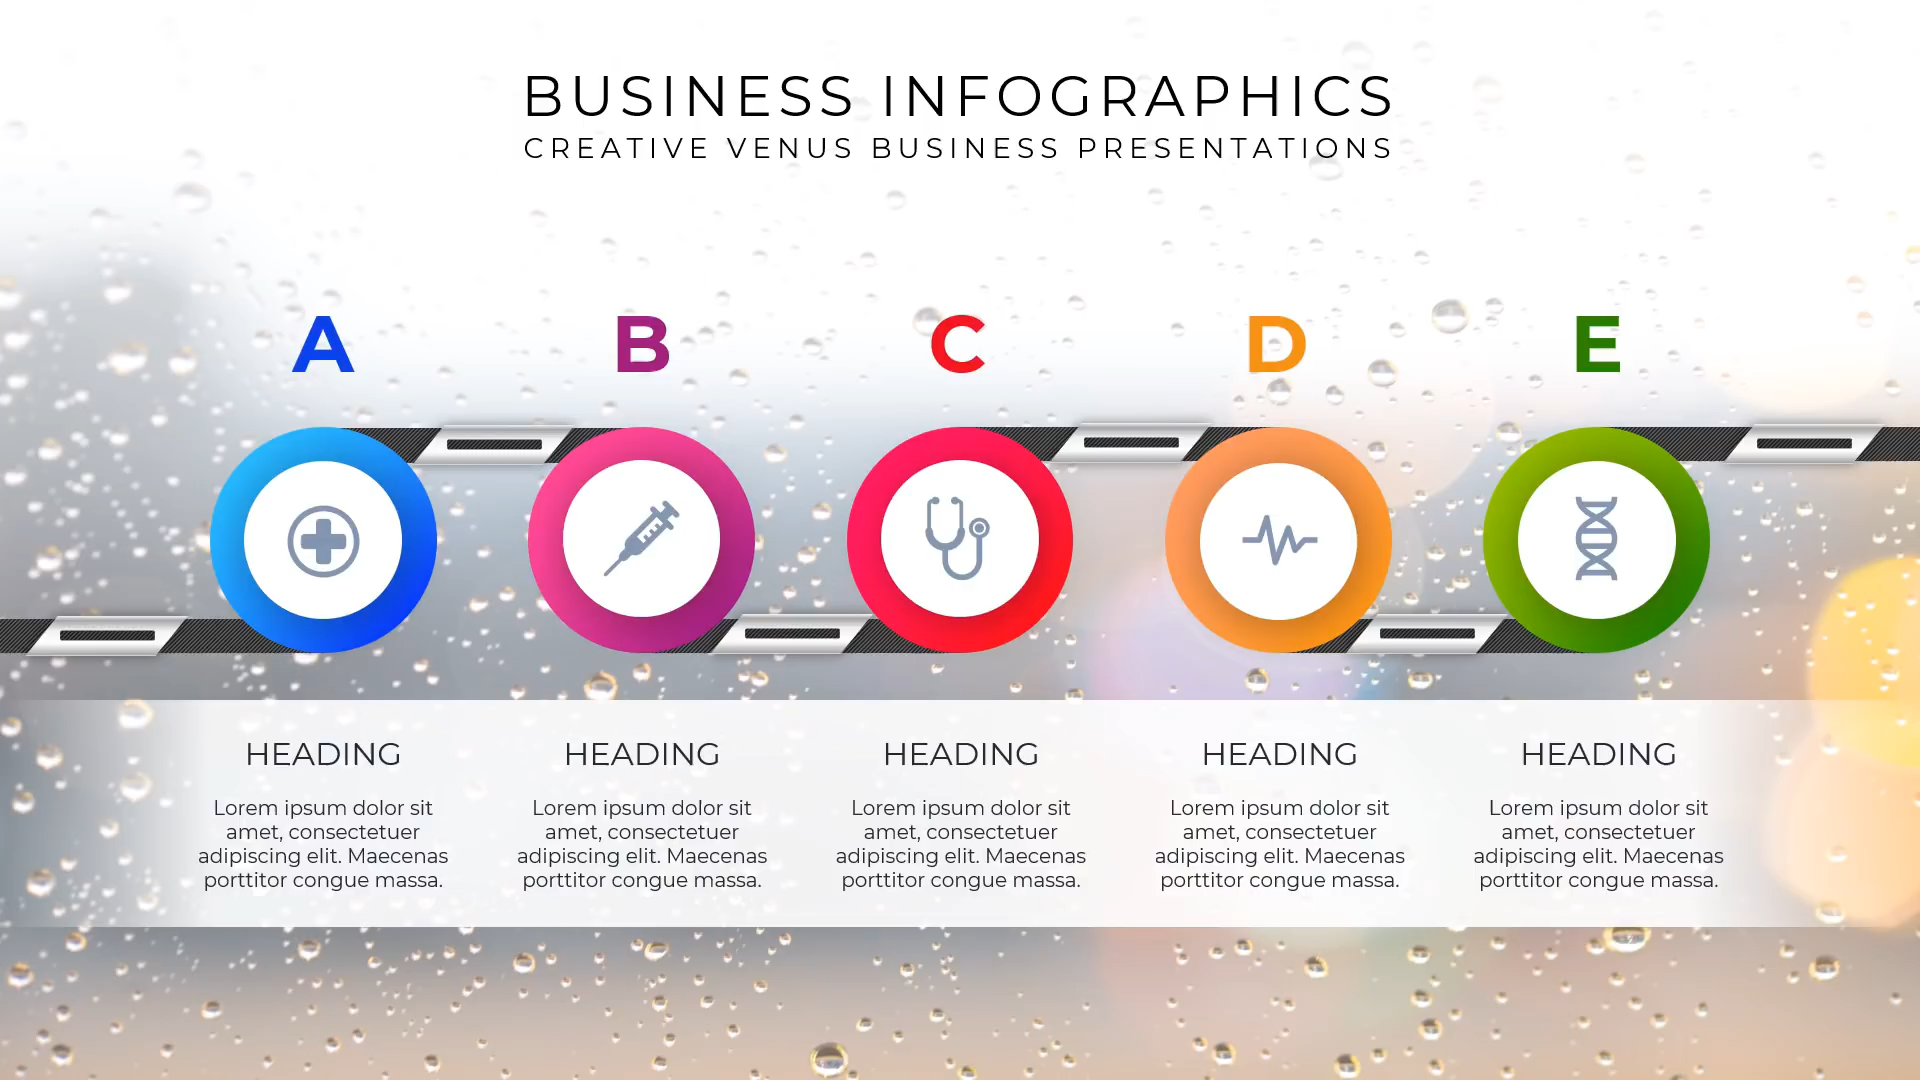 BUSINESS INFOGRAPHICS
CREATIVE VENUS BUSINESS PRESENTATIONS
A
B
C
D
E
HEADING
Lorem ipsum dolor sit
amet, consectetuer
adipiscing elit. Maecenas
porttitor congue massa.
HEADING
Lorem ipsum dolor sit
amet, consectetuer
adipiscing elit. Maecenas
porttitor congue massa.
HEADING
Lorem ipsum dolor sit
amet, consectetuer
adipiscing elit. Maecenas
porttitor congue massa.
HEADING
Lorem ipsum dolor sit
amet, consectetuer
adipiscing elit. Maecenas
porttitor congue massa.
HEADING
Lorem ipsum dolor sit
amet, consectetuer
adipiscing elit. Maecenas
porttitor congue massa.